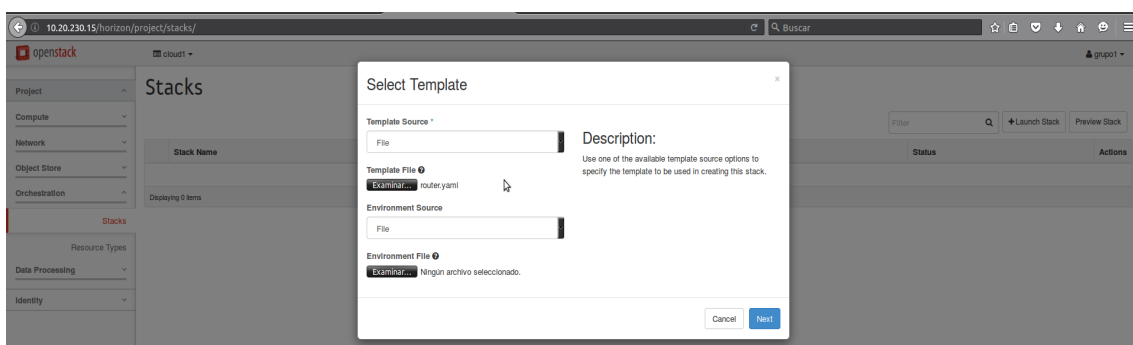 10.20.230.15/horizon/project/stacks/
Buscar
openstack
cloud1
grupo1
Project
Compute
Network
Object Store
Orchestration
Stacks
Resource Types
Data Processing
Identity
Stacks
Filter
+Launch Stack
Preview Stack
Stack Name
Status
Actions
Displaying 0 items
Select Template
×
Template Source *
File
Template File
Examinar... router.yaml
Environment Source
File
Environment File
Examinar... Ningún archivo seleccionado.
Description:
Use one of the available template source options to
specify the template to be used in creating this stack.
Cancel
Next